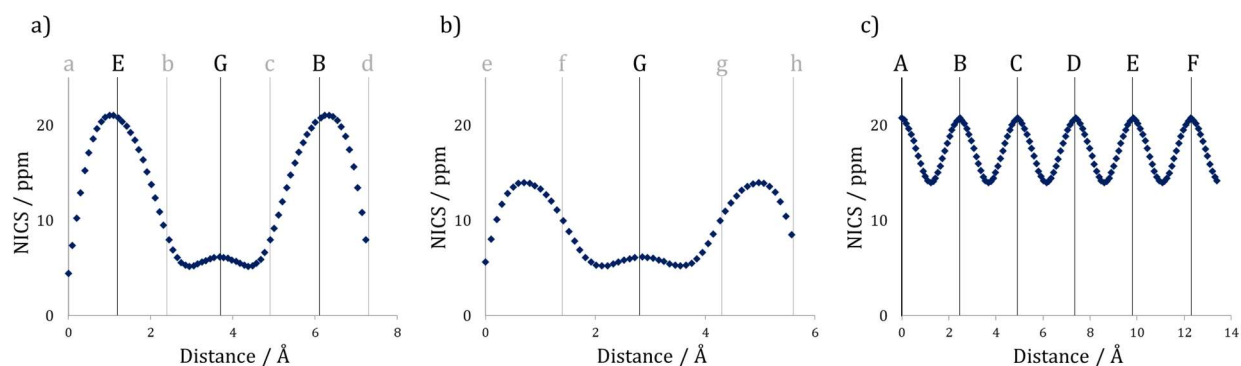 a)
a E b G c B d
20
10
0
NICS / ppm
0 2 4 6 8
Distance / Å
b)
e f G g h
20
10
0
NICS / ppm
0 2 4 6
Distance / Å
c)
A B C D E F
20
10
0
NICS / ppm
0 2 4 6 8 10 12 14
Distance / Å